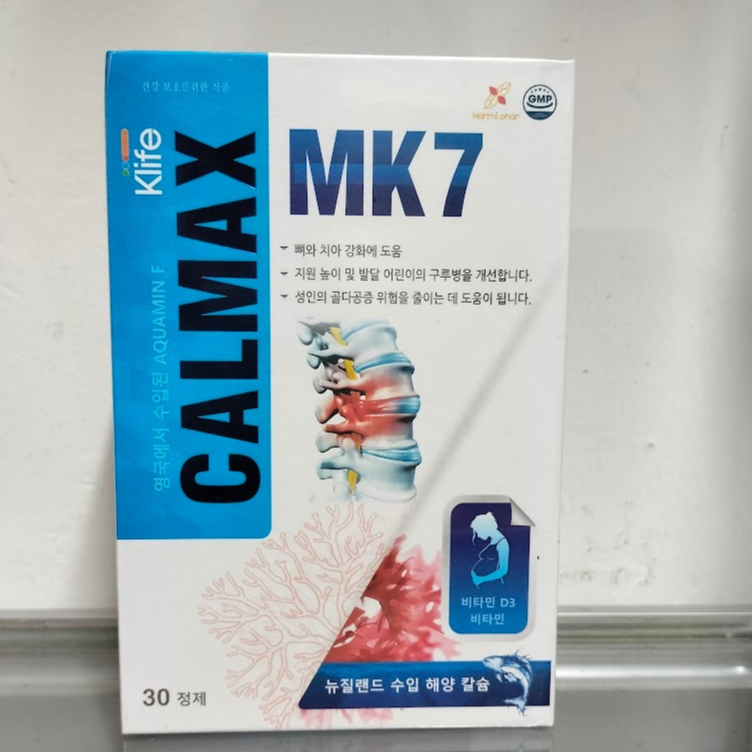 건강 보호를위한 식품
Klife
CALMAX
영국에서 수입된 AQUAMIN F
Harmi phar
GMP
MK7
뼈와 치아 강화에 도움
지원 높이 및 발달 어린이의 구루병을 개선합니다.
성인의 골다공증 위험을 줄이는 데 도움이 됩니다.
비타민 D3
비타민
뉴질랜드 수입 해양 칼슘
30 정제